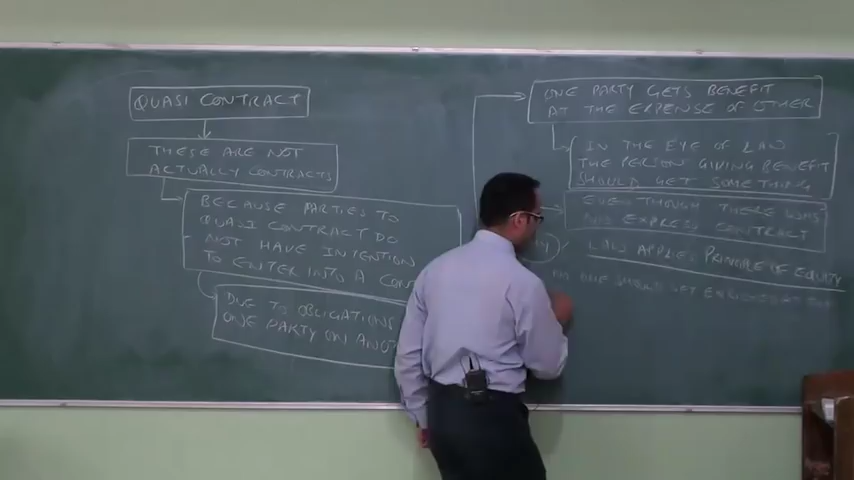 QUASI CONTRACT
THESE ARE NOT
ACTUALLY CONTRACTS
BECAUSE PARTIES TO
QUASI CONTRACT DO
NOT HAVE INTENTION
TO ENTER INTO A CON
DUE TO OBLIGATIONS
ONE PARTY ON ANOT
ONE PARTY GETS BENEFIT
AT THE EXPENSE OF OTHER
IN THE EYE OF LAW
THE PERSON GIVING BENEFIT
SHOULD GET SOMETHING
EVEN THOUGH THERE WAS
NO EXPRESS CONTRACT
LAW APPLIES PRINCIPLE OF EQUITY
NO ONE SHOULD GET